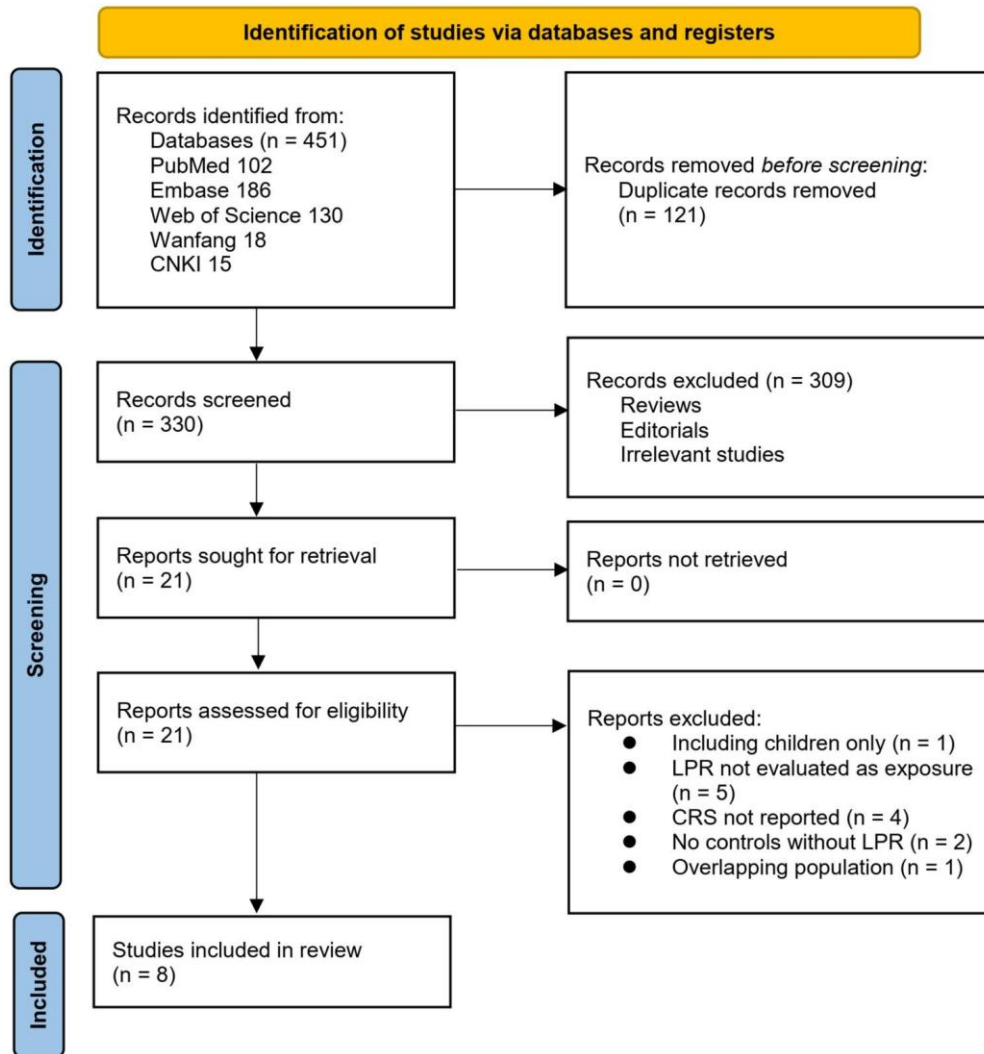 Identification of studies via databases and registers
Identification
Records identified from:
Databases (n = 451)
PubMed 102
Embase 186
Web of Science 130
Wanfang 18
CNKI 15
Records removed before screening:
Duplicate records removed
(n = 121)
Screening
Records screened
(n = 330)
Records excluded (n = 309)
Reviews
Editorials
Irrelevant studies
Reports sought for retrieval
(n = 21)
Reports not retrieved
(n = 0)
Reports assessed for eligibility
(n = 21)
Reports excluded:
● Including children only (n = 1)
● LPR not evaluated as exposure
(n = 5)
● CRS not reported (n = 4)
● No controls without LPR (n = 2)
● Overlapping population (n = 1)
Included
Studies included in review
(n = 8)